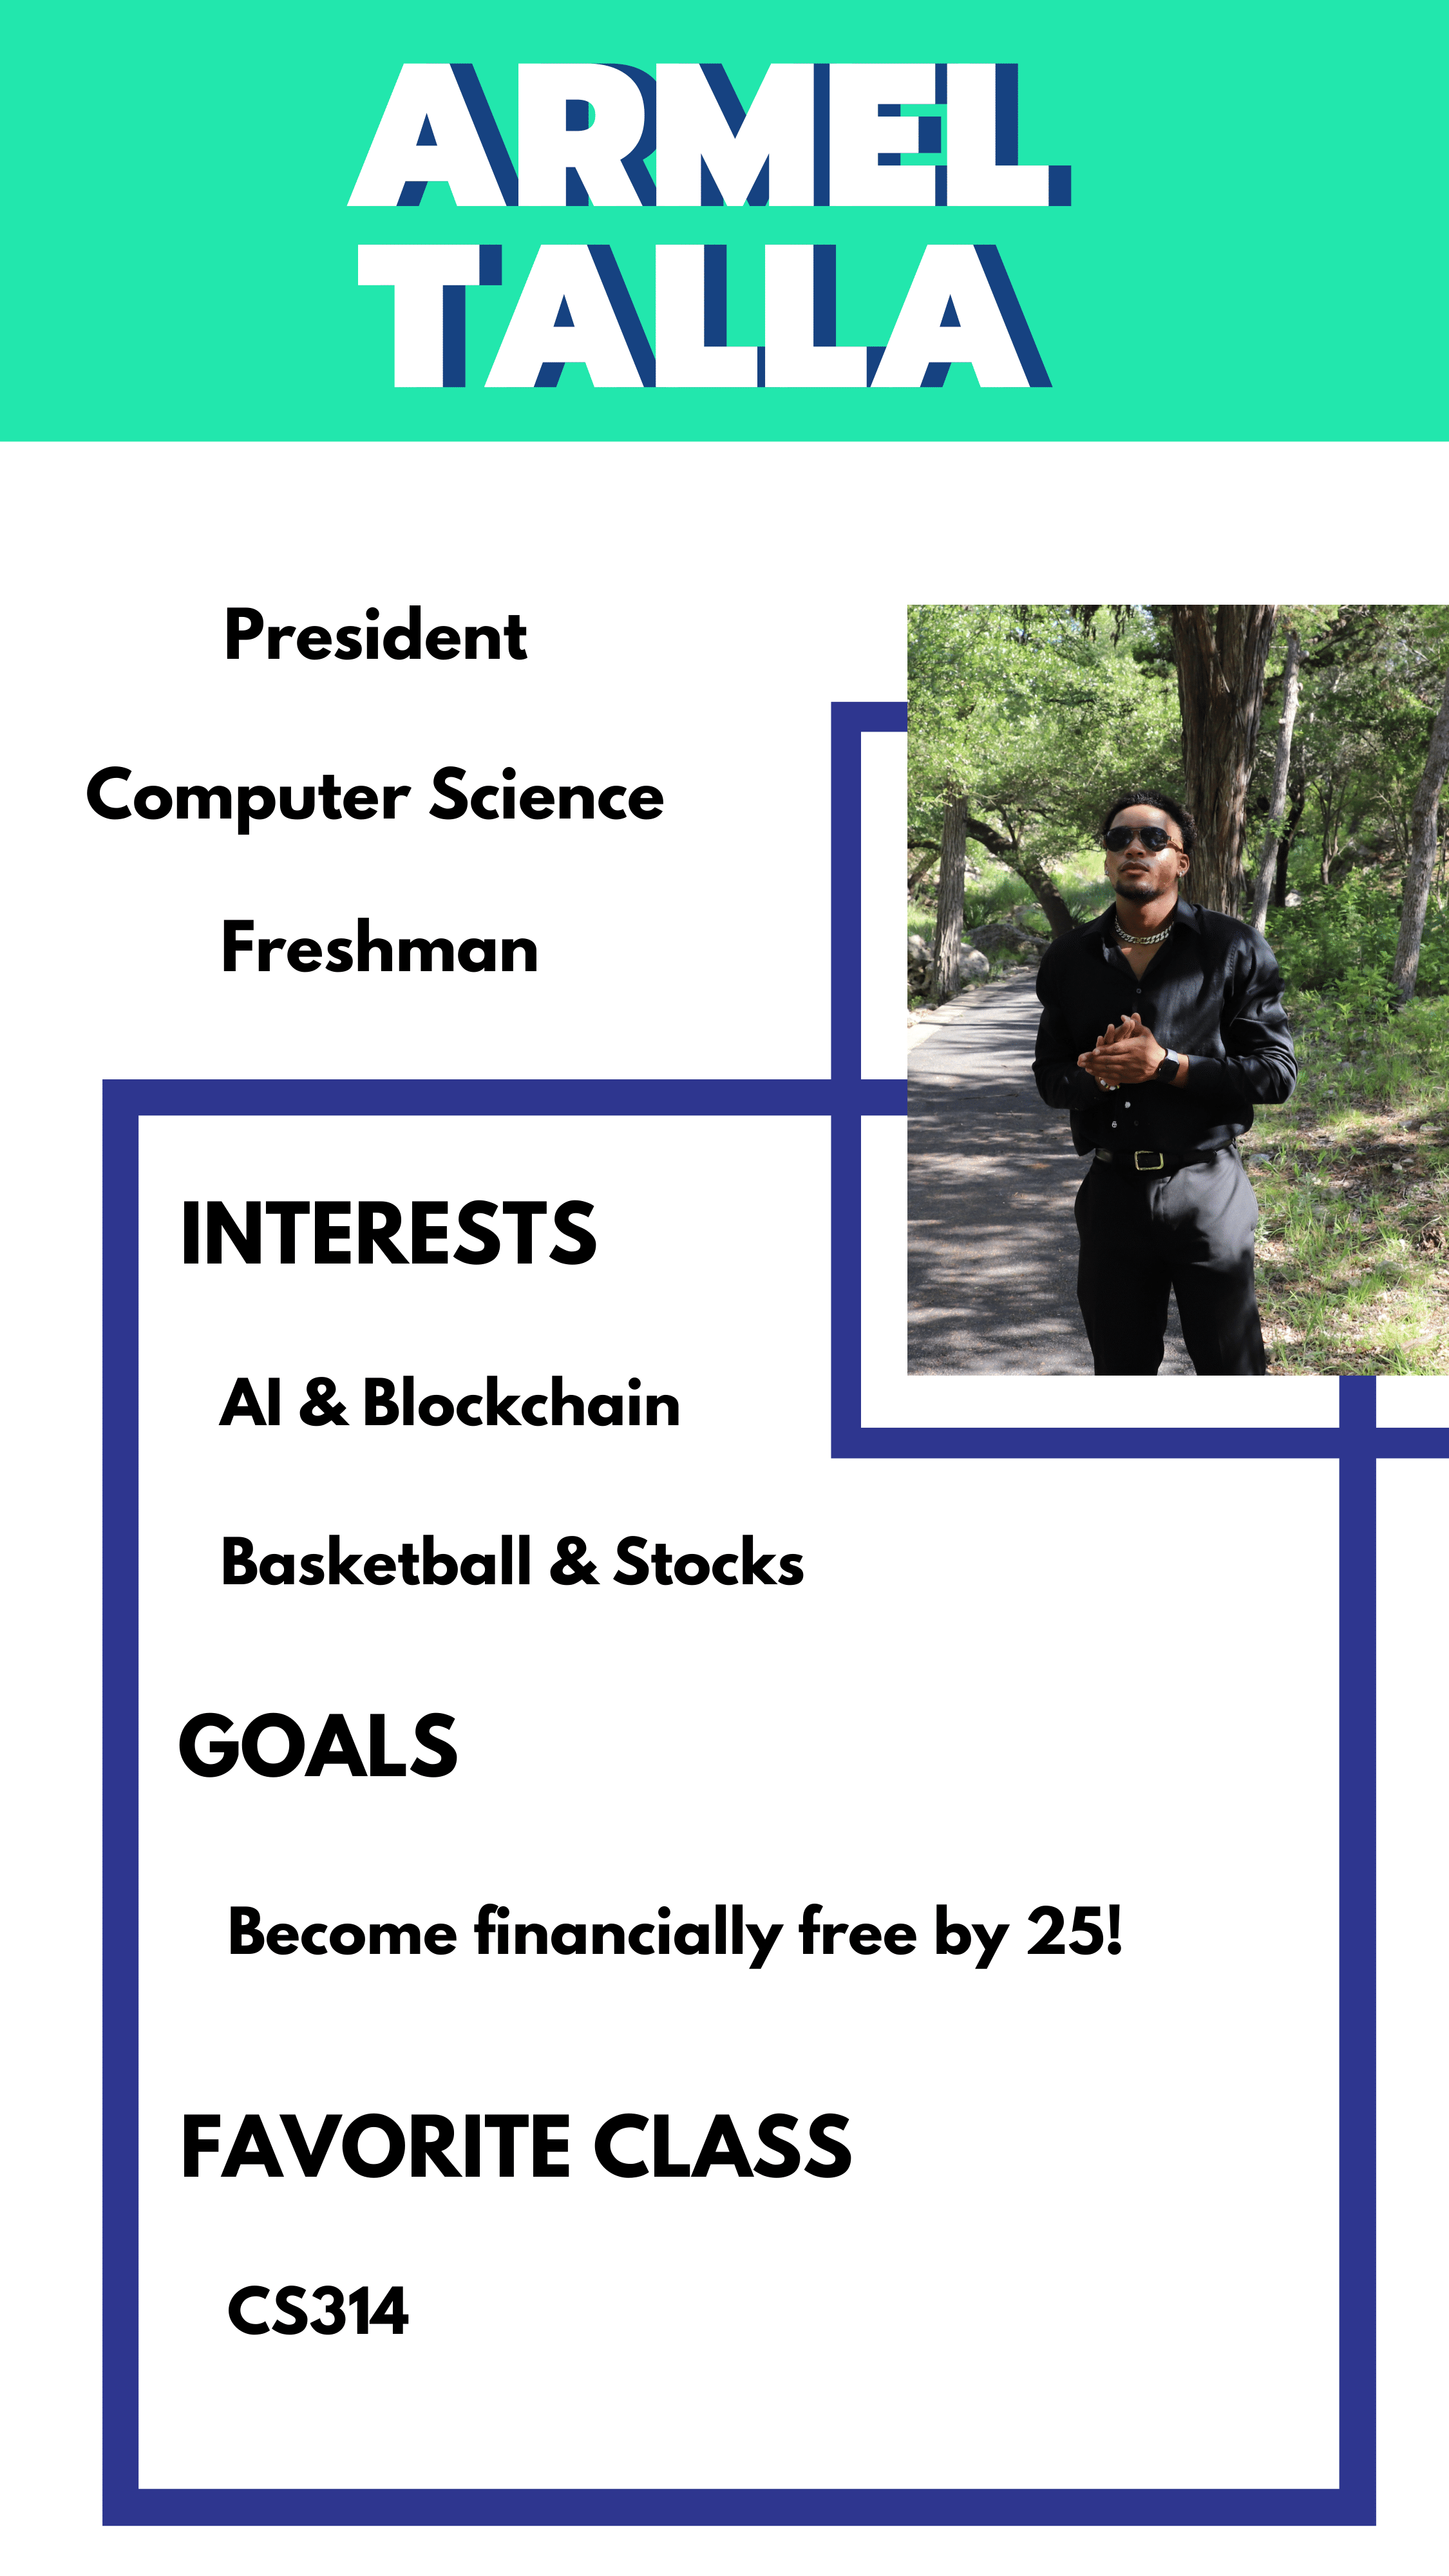 ARMEL
TALLA
President
Computer Science
Freshman
INTERESTS
AI & Blockchain
Basketball & Stocks
GOALS
Become financially free by 25!
FAVORITE CLASS
CS314